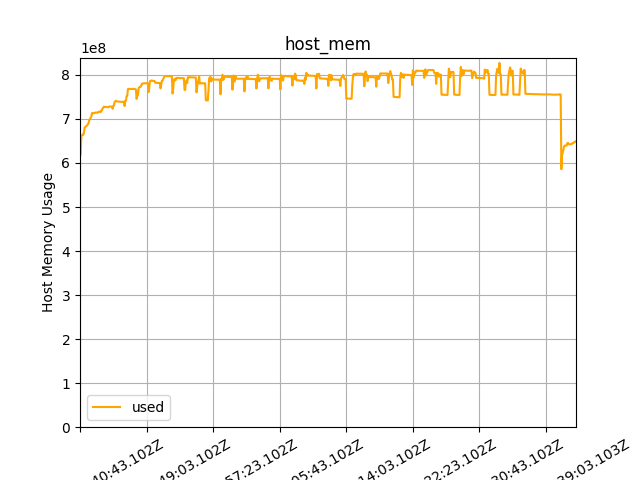 host_mem
1e8
8
7
6
5
4
3
2
1
0
Host Memory Usage
used
40:43.102Z
49:03.102Z
57:23.102Z
05:43.102Z
14:03.102Z
22:23.102Z
30:43.102Z
39:03.103Z